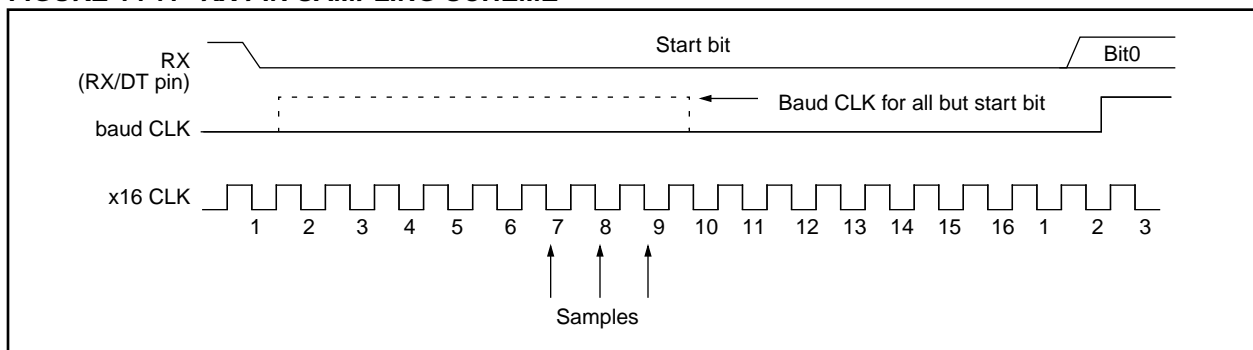 Start bit
RX
(RX/DT pin)
Bit0
Baud CLK for all but start bit
baud CLK
x16 CLK
1 2 3 4 5 6 7 8 9 10 11 12 13 14 15 16 1 2 3
Samples